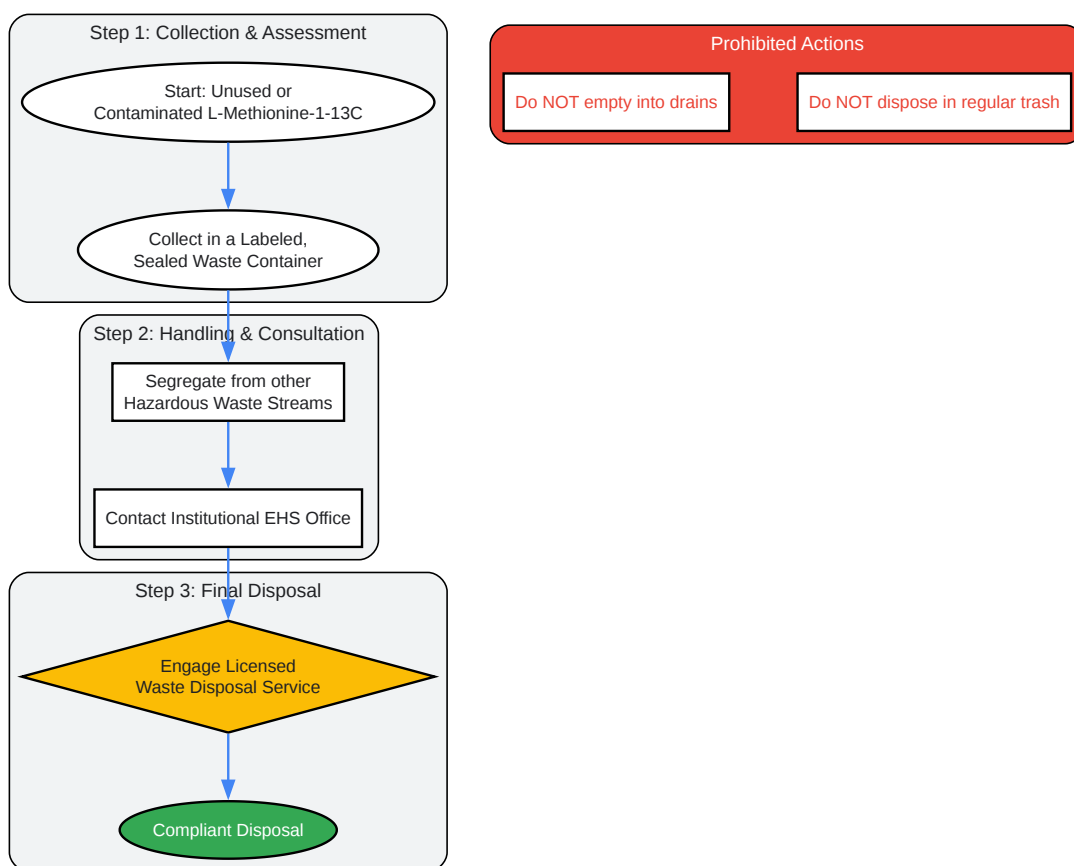 Step 1: Collection & Assessment
Start: Unused or
Contaminated L-Methionine-1-13C
Collect in a Labeled,
Sealed Waste Container
Step 2: Handling & Consultation
Segregate from other
Hazardous Waste Streams
Contact Institutional EHS Office
Step 3: Final Disposal
Engage Licensed
Waste Disposal Service
Compliant Disposal
Prohibited Actions
Do NOT empty into drains
Do NOT dispose in regular trash